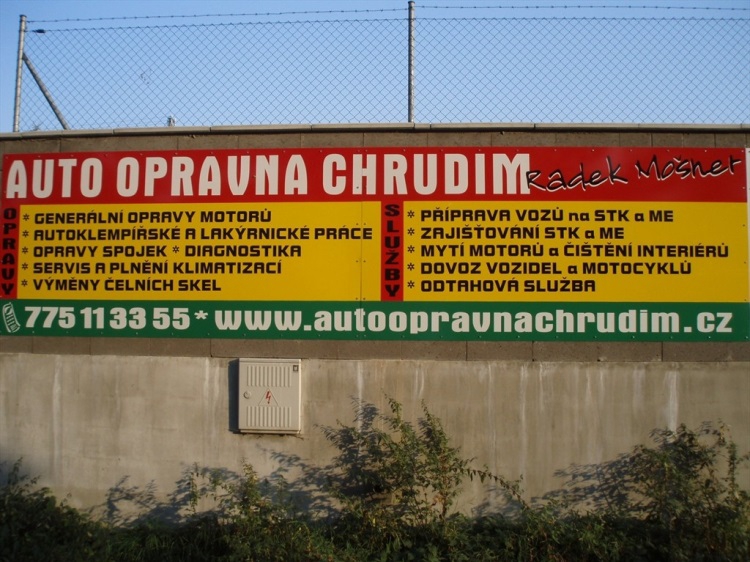 AUTO OPRAVNA CHRUDIM Radek Mošner
OPRAVY
* GENERÁLNÍ OPRAVY MOTORŮ
* AUTOKLEMPÍŘSKÉ A LAKÝRNICKÉ PRÁCE
* OPRAVY SPOJEK * DIAGNOSTIKA
* SERVIS A PLNĚNÍ KLIMATIZACÍ
* VÝMĚNY ČELNÍCH SKEL
SLUŽBY
* PŘÍPRAVA VOZŮ na STK a ME
* ZAJIŠŤOVÁNÍ STK a ME
* MYTÍ MOTORŮ a ČIŠTĚNÍ INTERIÉRŮ
* DOVOZ VOZIDEL a MOTOCYKLŮ
* ODTAHOVÁ SLUŽBA
775 11 33 55 * www.autoopravnachrudim.cz